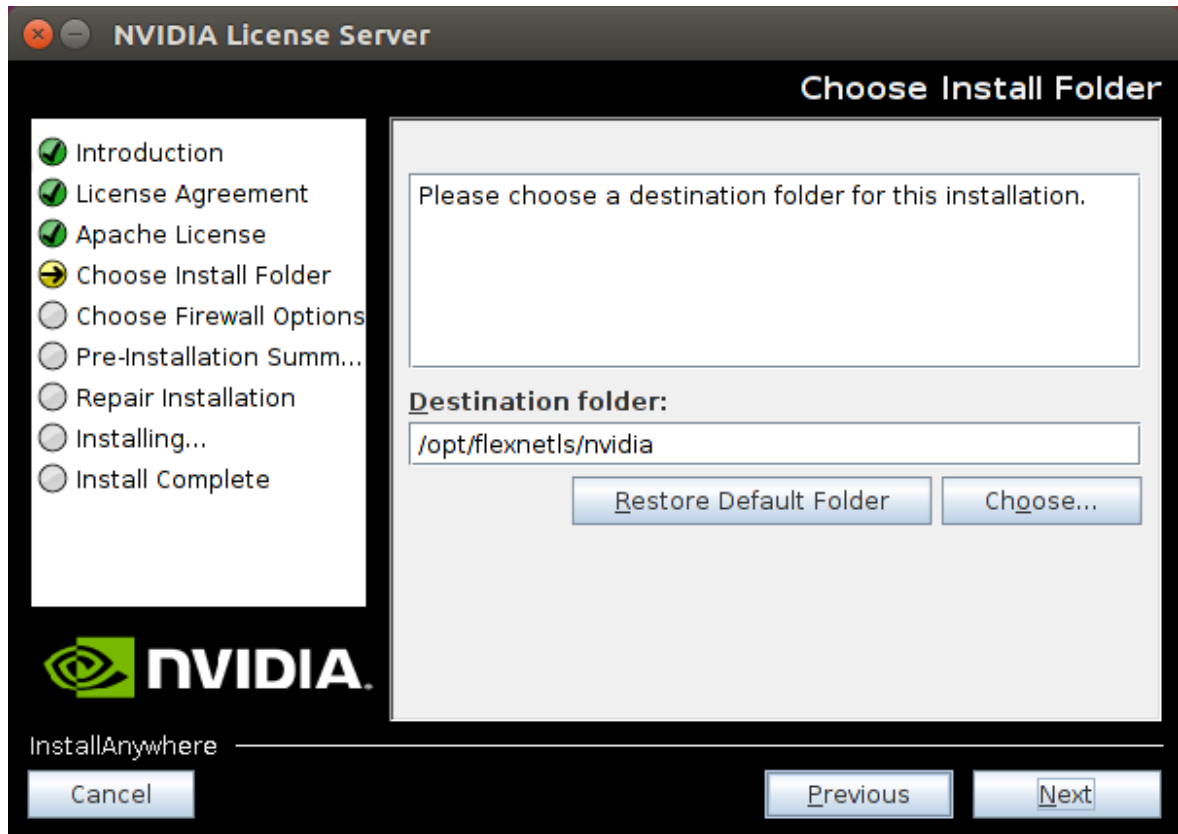 NVIDIA License Server
Choose Install Folder
Introduction
License Agreement
Apache License
Choose Install Folder
Choose Firewall Options
Pre-Installation Summ...
Repair Installation
Installing...
Install Complete
Please choose a destination folder for this installation.
Destination folder:
/opt/flexnetls/nvidia
Restore Default Folder
Choose...
NVIDIA.
InstallAnywhere
Cancel
Previous
Next